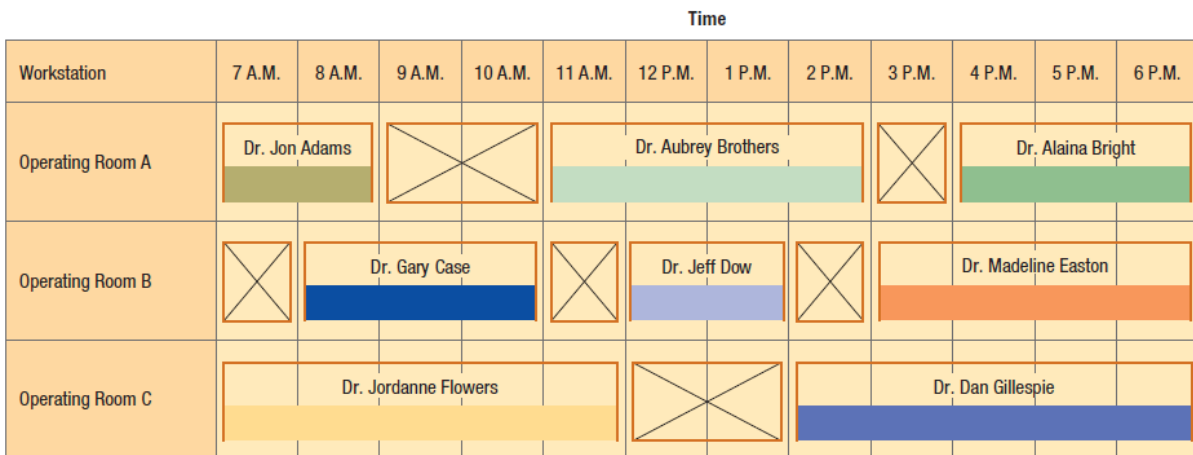 Time
Workstation 7 A.M. 8 A.M. 9 A.M. 10 A.M. 11 A.M. 12 P.M. 1 P.M. 2 P.M. 3 P.M. 4 P.M. 5 P.M. 6 P.M.
Operating Room A Dr. Jon Adams Dr. Aubrey Brothers Dr. Alaina Bright
Operating Room B Dr. Gary Case Dr. Jeff Dow Dr. Madeline Easton
Operating Room C Dr. Jordanne Flowers Dr. Dan Gillespie